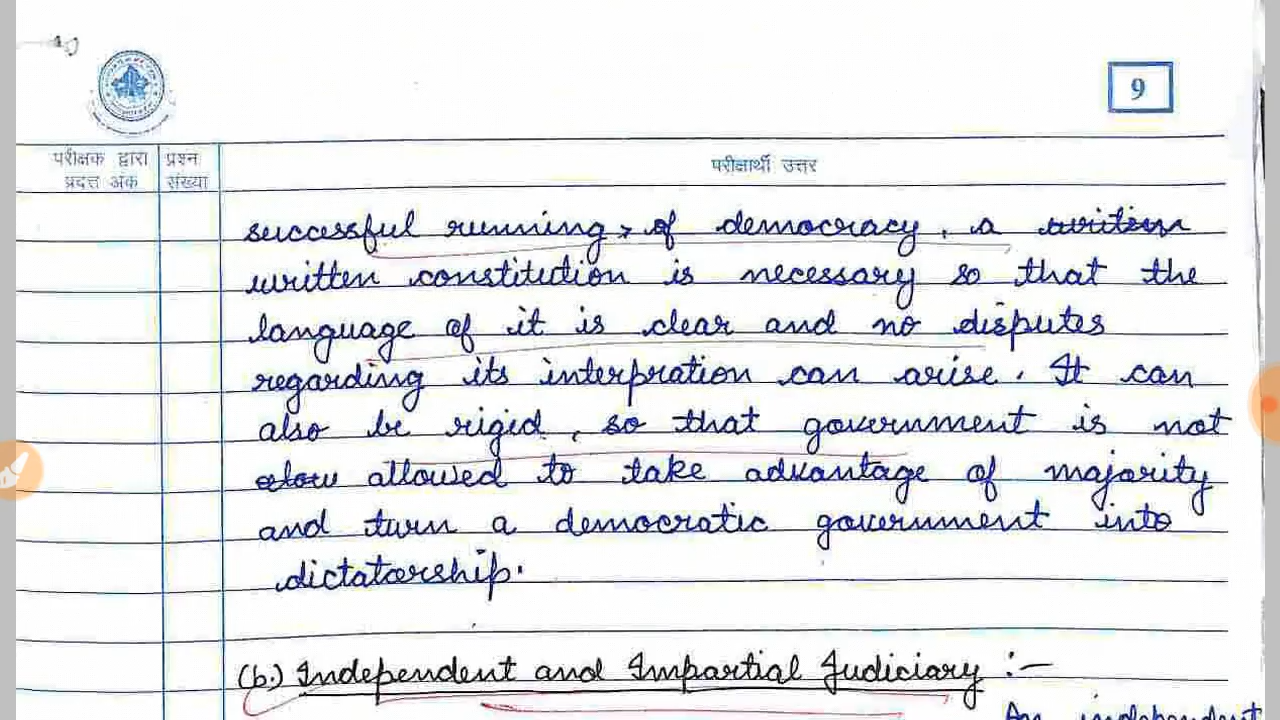 9
परीक्षक द्वारा प्रदत्त अंक
प्रश्न संख्या
परीक्षार्थी उत्तर
successful running, of democracy, a
written constitution is necessary so that the
language of it is clear and no disputes
regarding its interpration can arise. It can
also be rigid, so that government is not
allowed to take advantage of majority
and turn a democratic government into
dictatorship.
(b.) Independent and Impartial Judiciary :-
An independent